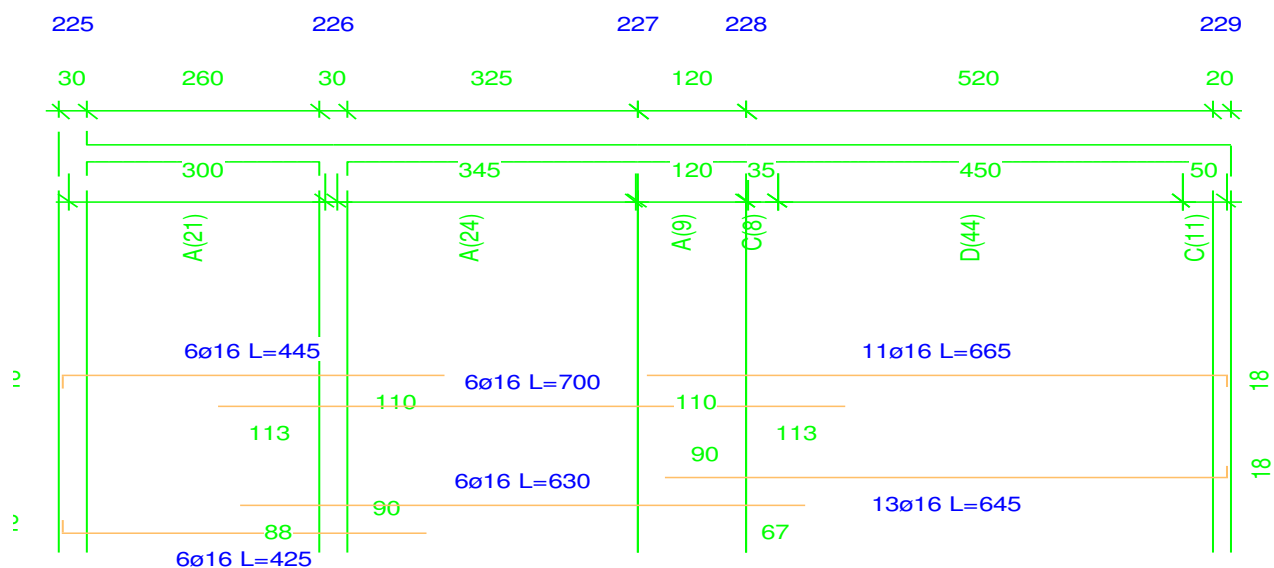 225 226 227 228 229
30 260 30 325 120 520 20
300 345 120 35 450 50
A(21) A(24) A(9) C(8) D(44) C(11)
6ø16 L=445 11ø16 L=665
6ø16 L=700
18
110 110
113 113
90
18
6ø16 L=630
90 13ø16 L=645
88 67
6ø16 L=425